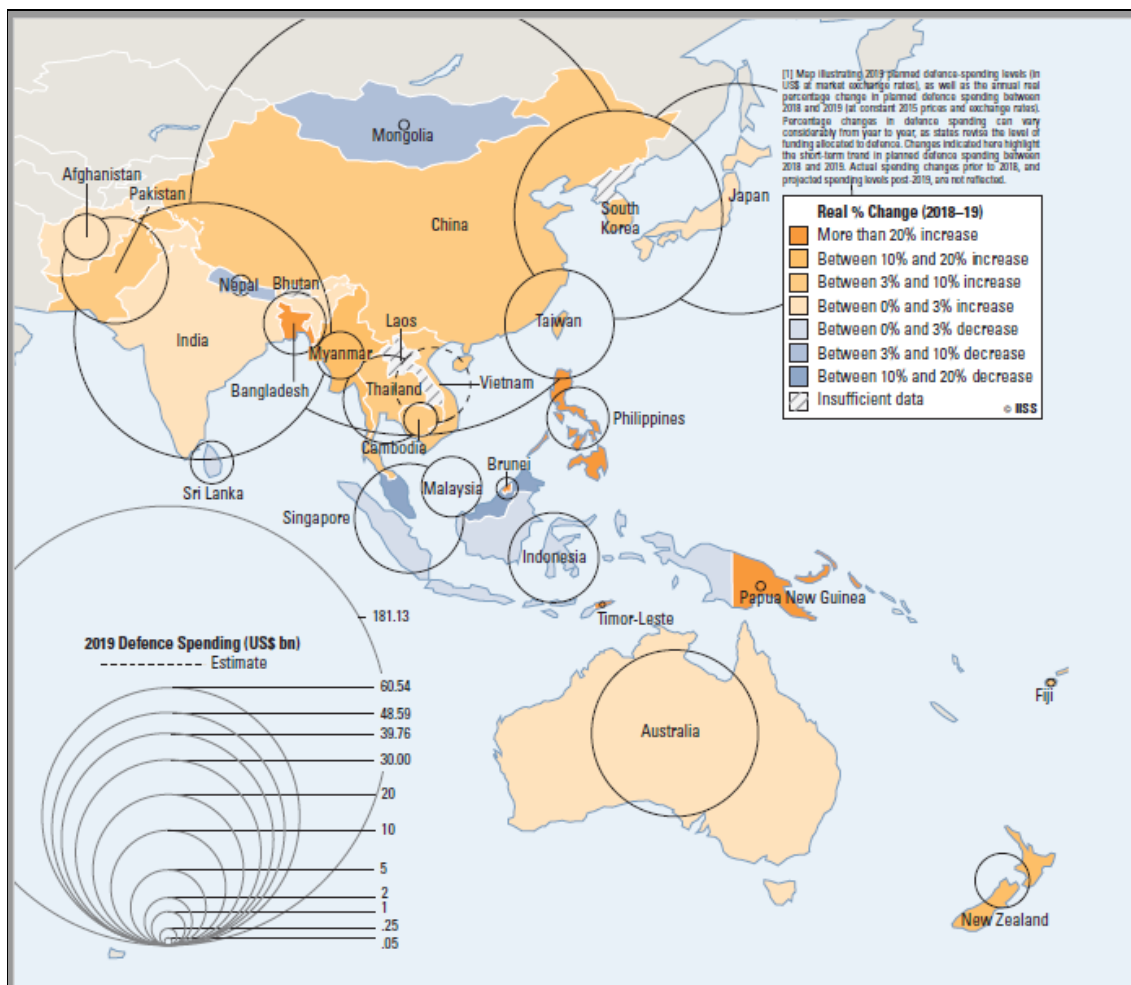 [1] Map illustrating 2019 planned defence-spending levels (in
US$ at market exchange rates), as well as the annual real
percentage change in planned defence spending between
2018 and 2019 (at constant 2015 prices and exchange rates).
Percentage changes in defence spending can vary
considerably from year to year, as states revise the level of
funding allocated to defence. Changes indicated here highlight
the short-term trend in planned defence spending between
2018 and 2019. Actual spending changes prior to 2018, and
projected spending levels post-2019, are not reflected.
Real % Change (2018–19)
More than 20% increase
Between 10% and 20% increase
Between 3% and 10% increase
Between 0% and 3% increase
Between 0% and 3% decrease
Between 3% and 10% decrease
Between 10% and 20% decrease
Insufficient data
© IISS
Mongolia
Afghanistan
Pakistan
China
South
Korea
Japan
Nepal
Bhutan
India
Laos
Taiwan
Myanmar
Bangladesh
Thailand
Vietnam
Philippines
Cambodia
Brunei
Sri Lanka
Malaysia
Singapore
Indonesia
Papua New Guinea
Timor-Leste
Fiji
Australia
New Zealand
2019 Defence Spending (US$ bn)
Estimate
181.13
60.54
48.59
39.76
30.00
20
10
5
2
1
.25
.05